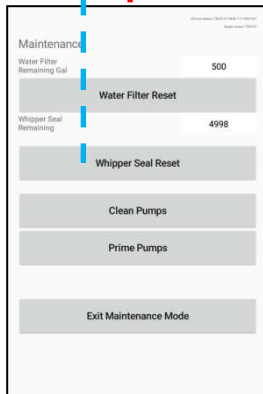 Maintenance
Water Filter
Remaining Gal
500
Water Filter Reset
Whipper Seal
Remaining
4998
Whipper Seal Reset
Clean Pumps
Prime Pumps
Exit Maintenance Mode